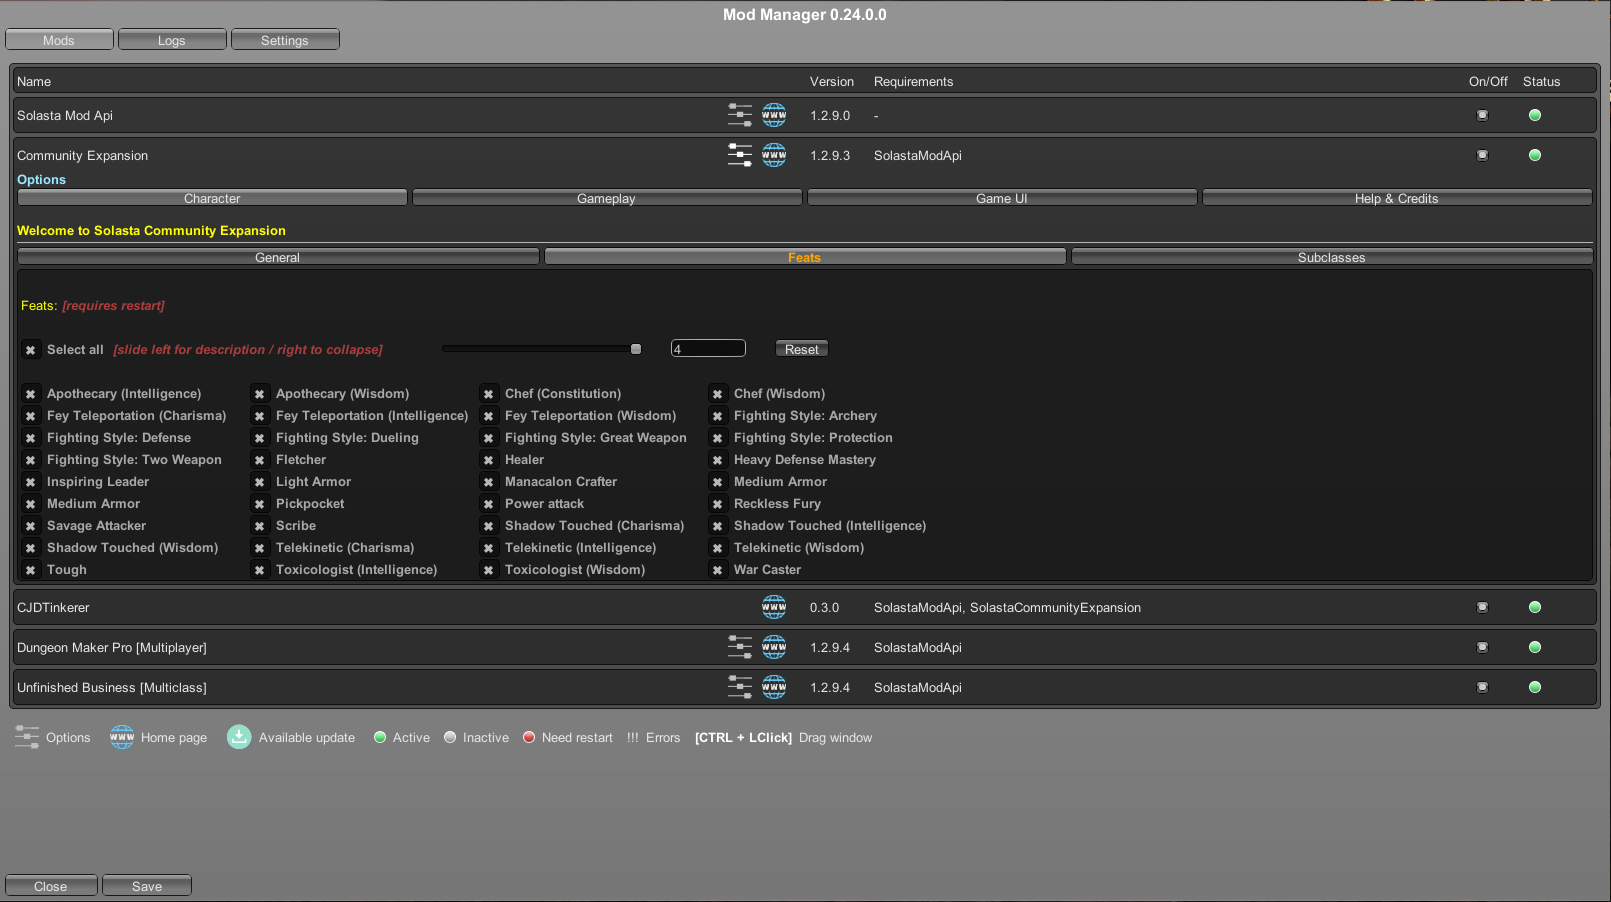 Mod Manager 0.24.0.0
Mods Logs Settings
Name Version Requirements On/Off Status
Solasta Mod Api WWW 1.2.9.0 -
Community Expansion WWW 1.2.9.3 SolastaModApi
Options
Character Gameplay Game UI Help & Credits
Welcome to Solasta Community Expansion
General Feats Subclasses
Feats: [requires restart]
Select all [slide left for description / right to collapse] 4 Reset
Apothecary (Intelligence) Apothecary (Wisdom) Chef (Constitution) Chef (Wisdom)
Fey Teleportation (Charisma) Fey Teleportation (Intelligence) Fey Teleportation (Wisdom) Fighting Style: Archery
Fighting Style: Defense Fighting Style: Dueling Fighting Style: Great Weapon Fighting Style: Protection
Fighting Style: Two Weapon Fletcher Healer Heavy Defense Mastery
Inspiring Leader Light Armor Manacalon Crafter Medium Armor
Medium Armor Pickpocket Power attack Reckless Fury
Savage Attacker Scribe Shadow Touched (Charisma) Shadow Touched (Intelligence)
Shadow Touched (Wisdom) Telekinetic (Charisma) Telekinetic (Intelligence) Telekinetic (Wisdom)
Tough Toxicologist (Intelligence) Toxicologist (Wisdom) War Caster
CJDTinkerer WWW 0.3.0 SolastaModApi, SolastaCommunityExpansion
Dungeon Maker Pro [Multiplayer] WWW 1.2.9.4 SolastaModApi
Unfinished Business [Multiclass] WWW 1.2.9.4 SolastaModApi
Options WWW Home page Available update Active Inactive Need restart !!! Errors [CTRL + LClick] Drag window
Close Save